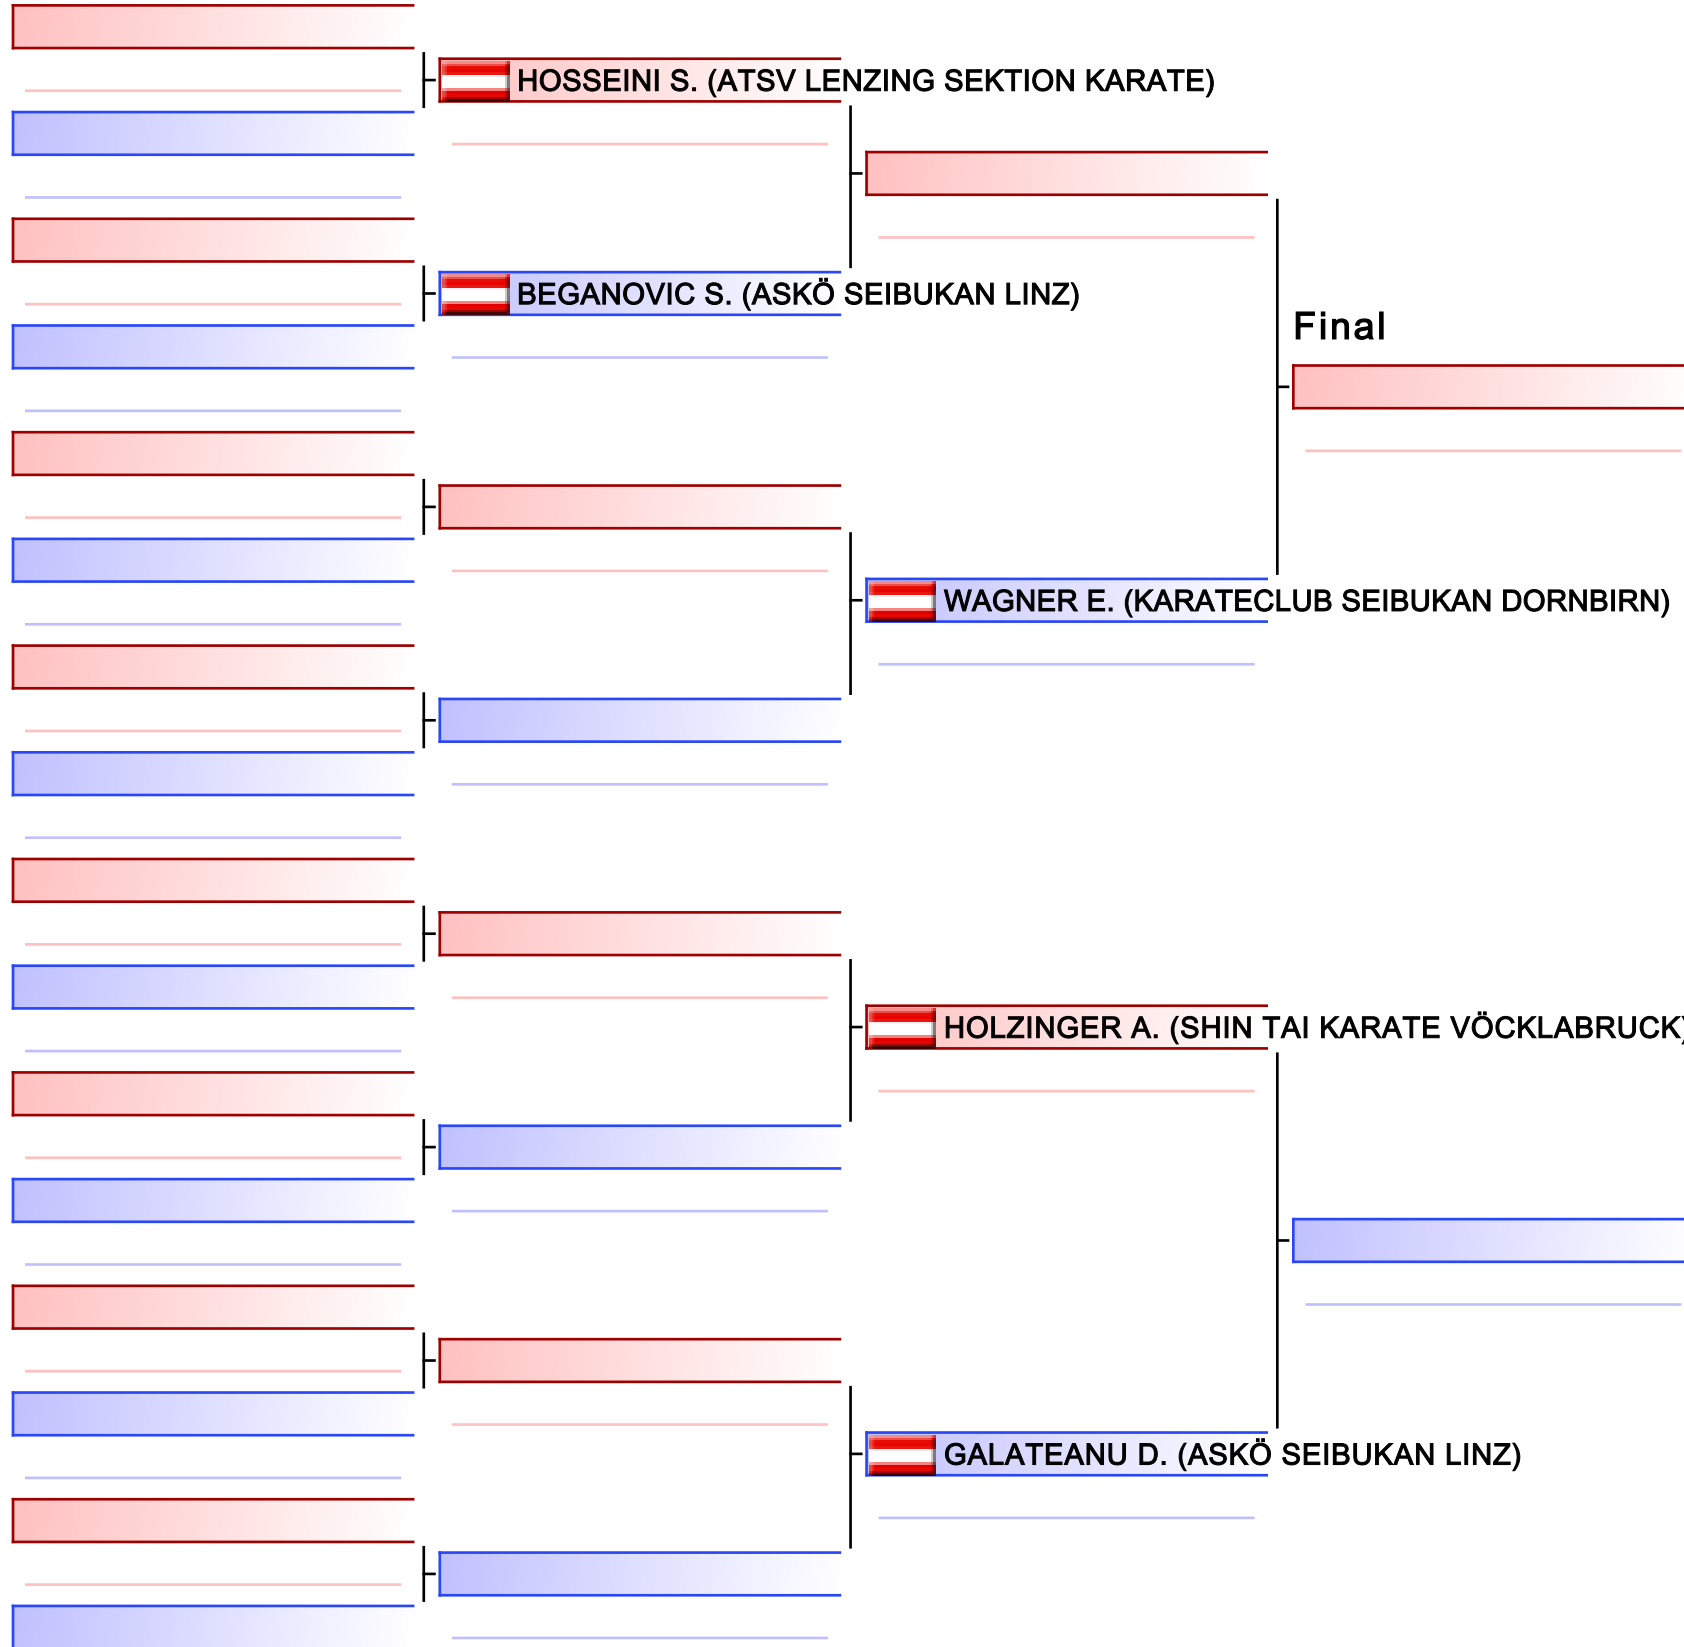 HOSSEINI S. (ATSV LENZING SEKTION KARATE)
BEGANOVIC S. (ASKÖ SEIBUKAN LINZ)
Final
WAGNER E. (KARATECLUB SEIBUKAN DORNBIRN)
HOLZINGER A. (SHIN TAI KARATE VÖCKLABRUCK)
GALATEANU D. (ASKÖ SEIBUKAN LINZ)